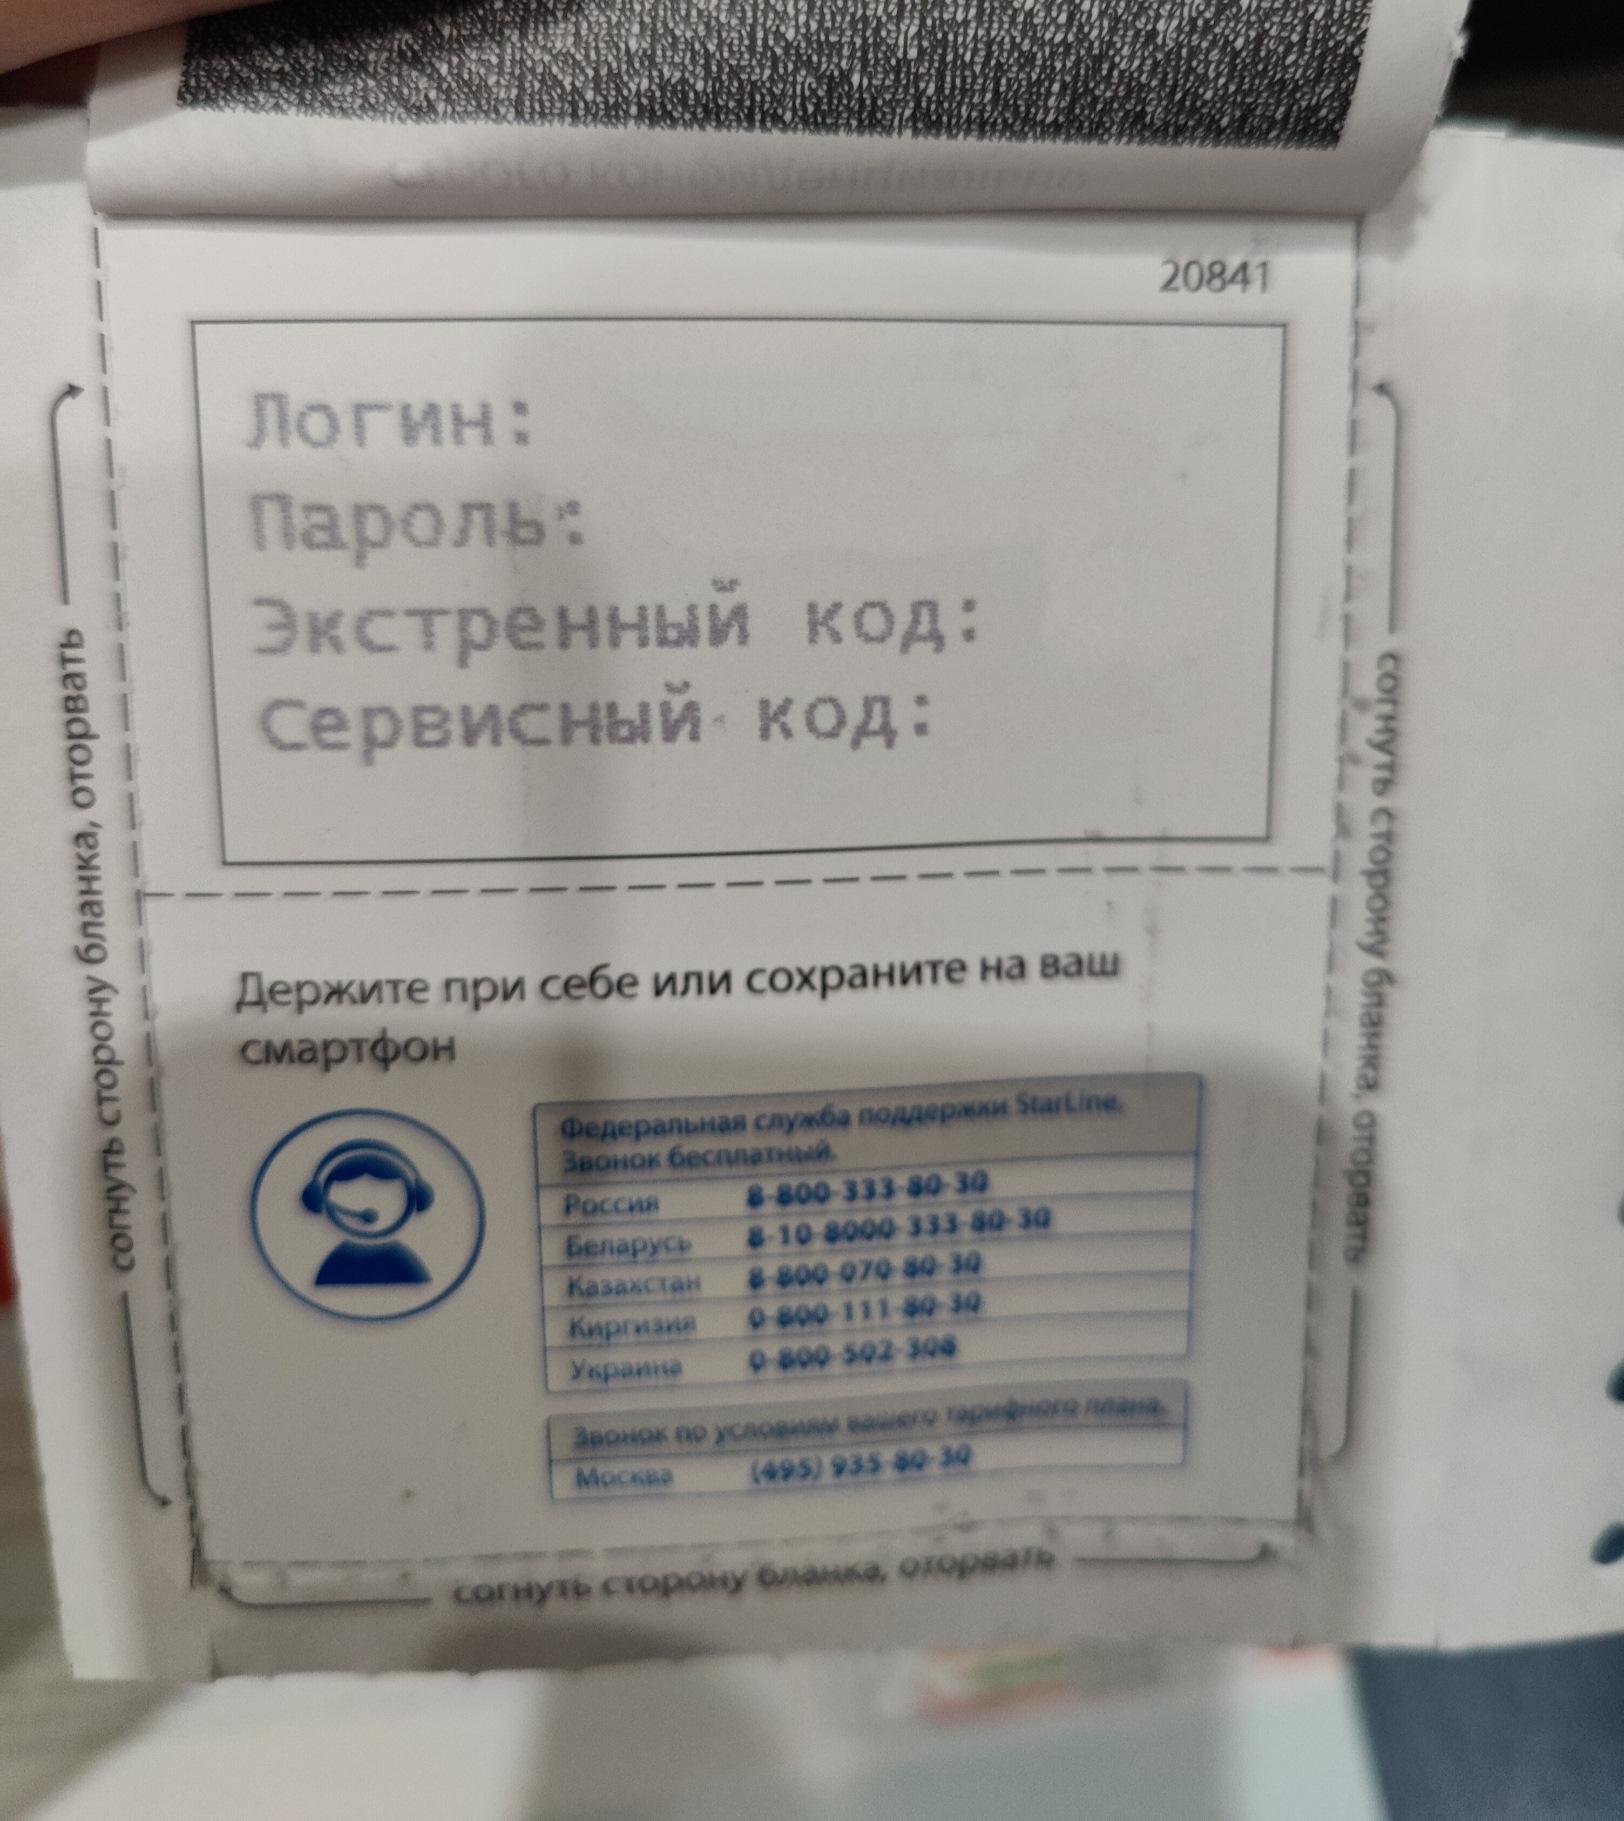 Строго конфиденциально
20841
Логин:
Пароль:
Экстренный код:
Сервисный код:
согнуть сторону бланка, оторвать
согнуть сторону бланка, оторвать
Держите при себе или сохраните на ваш
смартфон
Федеральная служба поддержки StarLine.
Звонок бесплатный.
Россия 8-800-333-80-30
Беларусь 8-10-8000-333-80-30
Казахстан 8-800-070-80-30
Киргизия 0-800-111-80-30
Украина 0-800-502-308
Звонок по условиям вашего тарифного плана.
Москва (495) 935-80-30
согнуть сторону бланка, оторвать